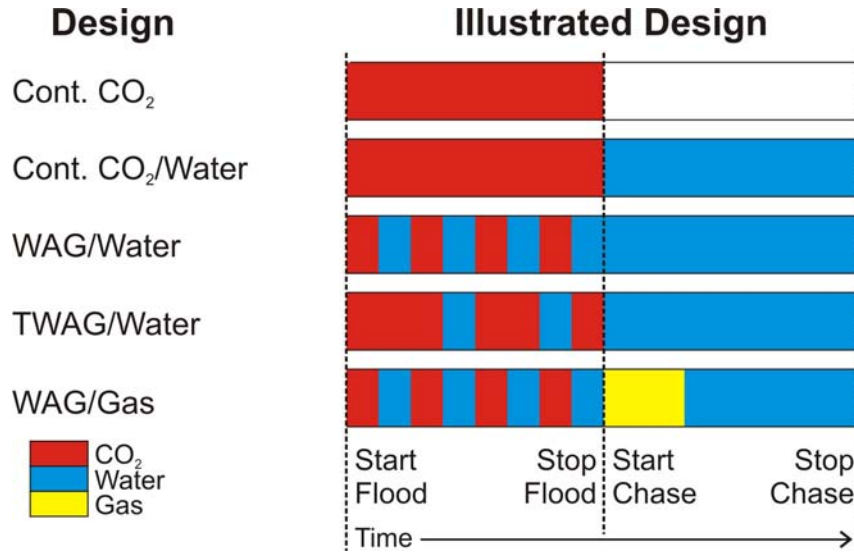 Design Illustrated Design
Cont. CO₂
Cont. CO₂/Water
WAG/Water
TWAG/Water
WAG/Gas
CO₂
Water
Gas
Start Flood
Stop Flood
Start Chase
Stop Chase
Time